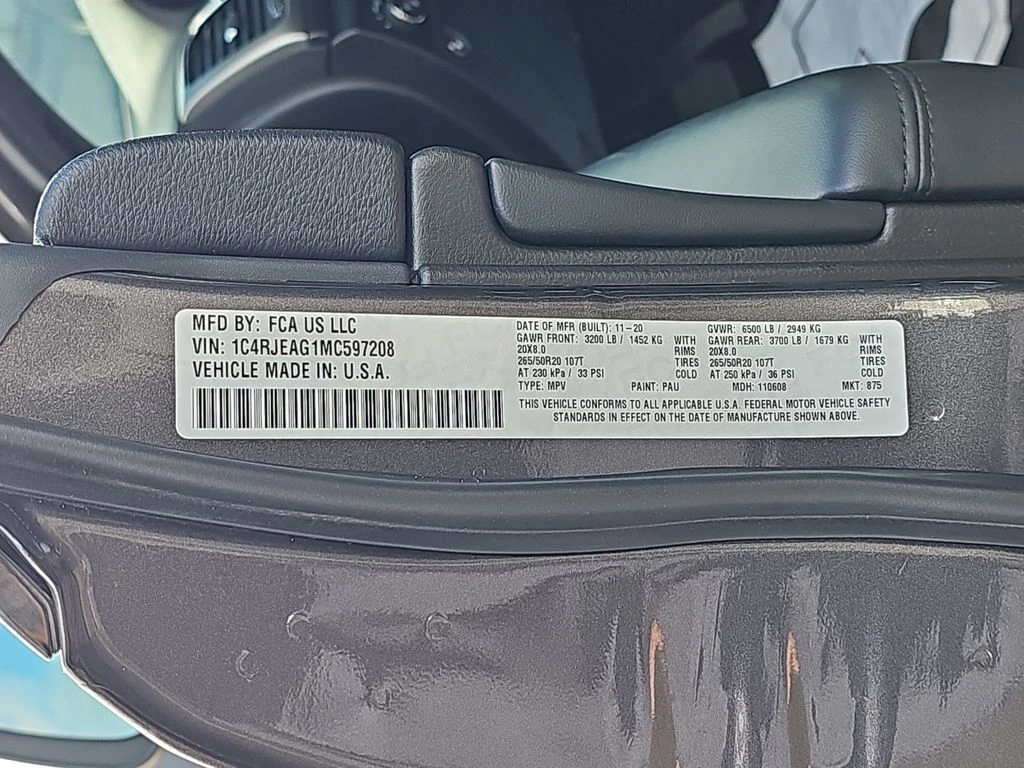 MFD BY: FCA US LLC
VIN: 1C4RJEAG1MC597208
VEHICLE MADE IN: U.S.A.
DATE OF MFR (BUILT): 11-20
GAWR FRONT: 3200 LB / 1452 KG WITH
20X8.0 RIMS
265/50R20 107T TIRES
AT 230 kPa / 33 PSI COLD
TYPE: MPV PAINT: PAU
GVWR: 6500 LB / 2949 KG
GAWR REAR: 3700 LB / 1679 KG WITH
20X8.0 RIMS
265/50R20 107T TIRES
AT 250 kPa / 36 PSI COLD
MDH: 110608 MKT: 875
THIS VEHICLE CONFORMS TO ALL APPLICABLE U.S.A. FEDERAL MOTOR VEHICLE SAFETY
STANDARDS IN EFFECT ON THE DATE OF MANUFACTURE SHOWN ABOVE.